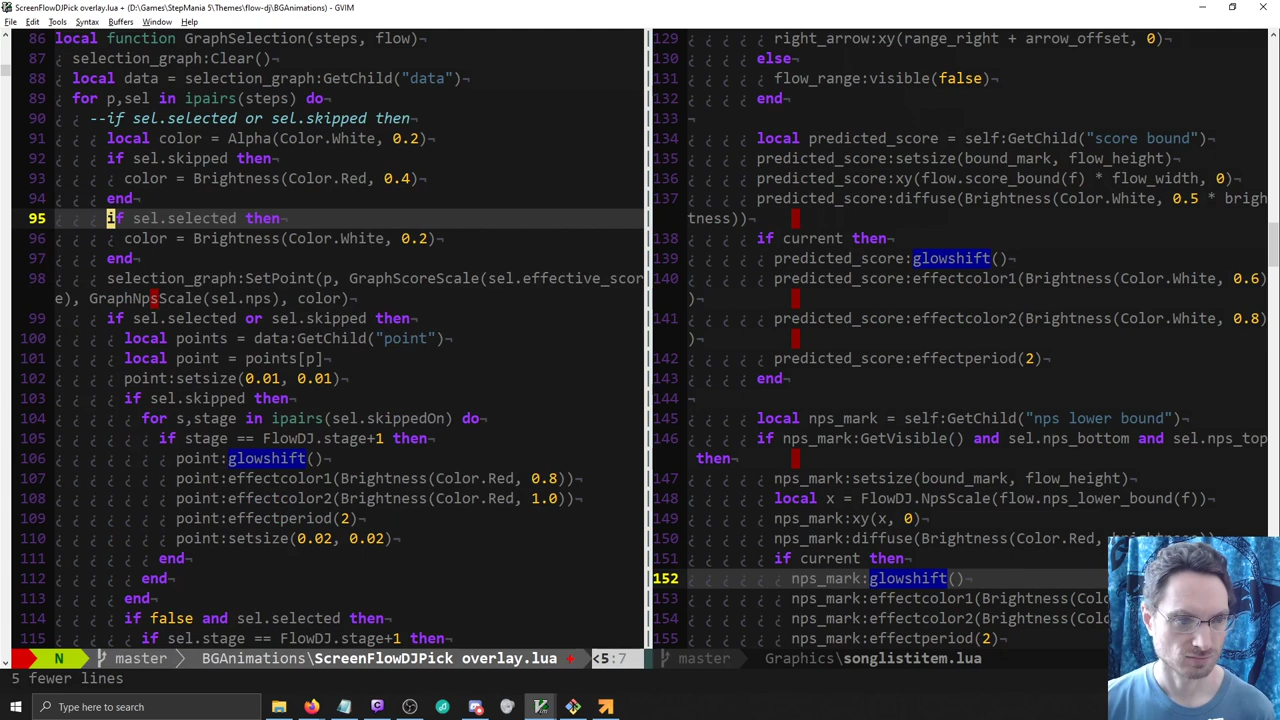 ScreenFlowDJPick overlay.lua + (D:\Games\StepMania 5\Themes\flow-dj\BGAnimations) - GVIM
File Edit Tools Syntax Buffers Window Help
86 local function GraphSelection(steps, flow)¬
87 ¿ selection_graph:Clear()¬
88 ¿ local data = selection_graph:GetChild("data")¬
89 ¿ for p,sel in ipairs(steps) do¬
90 ¿ ¿ --if sel.selected or sel.skipped then¬
91 ¿ ¿ ¿ local color = Alpha(Color.White, 0.2)¬
92 ¿ ¿ ¿ if sel.skipped then¬
93 ¿ ¿ ¿ ¿ color = Brightness(Color.Red, 0.4)¬
94 ¿ ¿ ¿ end¬
95 ¿ ¿ ¿ if sel.selected then¬
96 ¿ ¿ ¿ ¿ color = Brightness(Color.White, 0.2)¬
97 ¿ ¿ ¿ end¬
98 ¿ ¿ ¿ selection_graph:SetPoint(p, GraphScoreScale(sel.effective_scor
e), GraphNpsScale(sel.nps), color)¬
99 ¿ ¿ ¿ if sel.selected or sel.skipped then¬
100 ¿ ¿ ¿ ¿ local points = data:GetChild("point")¬
101 ¿ ¿ ¿ ¿ local point = points[p]¬
102 ¿ ¿ ¿ ¿ point:setsize(0.01, 0.01)¬
103 ¿ ¿ ¿ ¿ if sel.skipped then¬
104 ¿ ¿ ¿ ¿ ¿ for s,stage in ipairs(sel.skippedOn) do¬
105 ¿ ¿ ¿ ¿ ¿ ¿ if stage == FlowDJ.stage+1 then¬
106 ¿ ¿ ¿ ¿ ¿ ¿ ¿ point:glowshift()¬
107 ¿ ¿ ¿ ¿ ¿ ¿ ¿ point:effectcolor1(Brightness(Color.Red, 0.8))¬
108 ¿ ¿ ¿ ¿ ¿ ¿ ¿ point:effectcolor2(Brightness(Color.Red, 1.0))¬
109 ¿ ¿ ¿ ¿ ¿ ¿ ¿ point:effectperiod(2)¬
110 ¿ ¿ ¿ ¿ ¿ ¿ ¿ point:setsize(0.02, 0.02)¬
111 ¿ ¿ ¿ ¿ ¿ ¿ end¬
112 ¿ ¿ ¿ ¿ ¿ end¬
113 ¿ ¿ ¿ ¿ end¬
114 ¿ ¿ ¿ ¿ if false and sel.selected then¬
115 ¿ ¿ ¿ ¿ ¿ if sel.stage == FlowDJ.stage+1 then¬
N master BGAnimations\ScreenFlowDJPick overlay.lua + <5:7
5 fewer lines
129 ¿ ¿ ¿ ¿ ¿ right_arrow:xy(range_right + arrow_offset, 0)¬
130 ¿ ¿ ¿ ¿ else¬
131 ¿ ¿ ¿ ¿ ¿ flow_range:visible(false)¬
132 ¿ ¿ ¿ ¿ end¬
133 ¬
134 ¿ ¿ ¿ ¿ local predicted_score = self:GetChild("score bound")¬
135 ¿ ¿ ¿ ¿ predicted_score:setsize(bound_mark, flow_height)¬
136 ¿ ¿ ¿ ¿ predicted_score:xy(flow.score_bound(f) * flow_width, 0)¬
137 ¿ ¿ ¿ ¿ predicted_score:diffuse(Brightness(Color.White, 0.5 * brigh
tness))¬
138 ¿ ¿ ¿ ¿ if current then¬
139 ¿ ¿ ¿ ¿ ¿ predicted_score:glowshift()¬
140 ¿ ¿ ¿ ¿ ¿ predicted_score:effectcolor1(Brightness(Color.White, 0.6)
)¬
141 ¿ ¿ ¿ ¿ ¿ predicted_score:effectcolor2(Brightness(Color.White, 0.8)
)¬
142 ¿ ¿ ¿ ¿ ¿ predicted_score:effectperiod(2)¬
143 ¿ ¿ ¿ ¿ end¬
144 ¬
145 ¿ ¿ ¿ ¿ local nps_mark = self:GetChild("nps lower bound")¬
146 ¿ ¿ ¿ ¿ if nps_mark:GetVisible() and sel.nps_bottom and sel.nps_top
then¬
147 ¿ ¿ ¿ ¿ ¿ nps_mark:setsize(bound_mark, flow_height)¬
148 ¿ ¿ ¿ ¿ ¿ local x = FlowDJ.NpsScale(flow.nps_lower_bound(f))¬
149 ¿ ¿ ¿ ¿ ¿ nps_mark:xy(x, 0)¬
150 ¿ ¿ ¿ ¿ ¿ nps_mark:diffuse(Brightness(Color.Red,
151 ¿ ¿ ¿ ¿ ¿ if current then¬
152 ¿ ¿ ¿ ¿ ¿ ¿ nps_mark:glowshift()¬
153 ¿ ¿ ¿ ¿ ¿ ¿ nps_mark:effectcolor1(Brightness(Co
154 ¿ ¿ ¿ ¿ ¿ ¿ nps_mark:effectcolor2(Brightness(Co
155 ¿ ¿ ¿ ¿ ¿ ¿ nps_mark:effectperiod(2)¬
master Graphics\songlistitem.lua
Type here to search